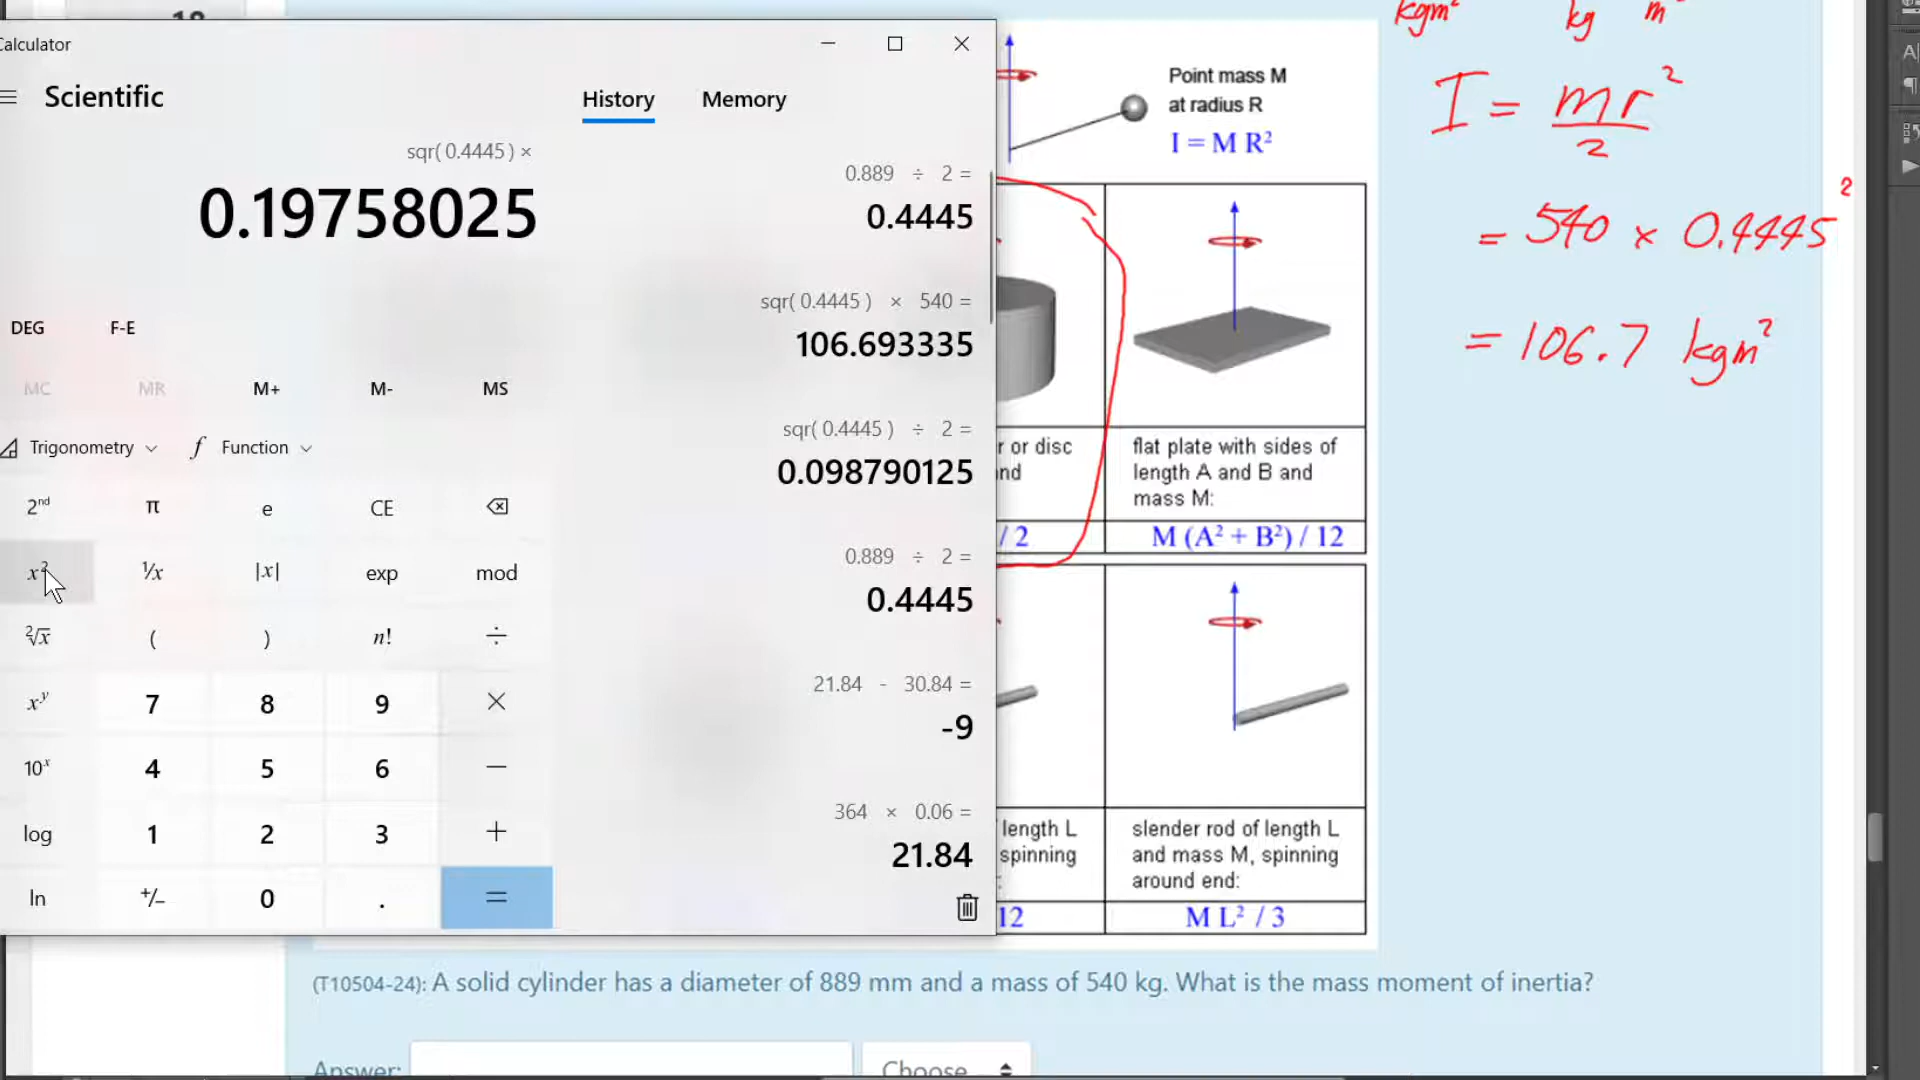 18
Calculator
Scientific
History
Memory
sqr( 0.4445 ) ×
0.19758025
DEG
F-E
MC
MR
M+
M-
MS
Trigonometry
f Function
2nd
π
e
CE
x²
¹/x
|x|
exp
mod
²√x
(
)
n!
÷
xʸ
7
8
9
×
10ˣ
4
5
6
−
log
1
2
3
+
ln
+/−
0
.
=
0.889 ÷ 2 =
0.4445
sqr( 0.4445 ) × 540 =
106.693335
sqr( 0.4445 ) ÷ 2 =
0.098790125
0.889 ÷ 2 =
0.4445
21.84 - 30.84 =
-9
364 × 0.06 =
21.84
Point mass M
at radius R
I = M R²
r or disc
nd
/ 2
flat plate with sides of
length A and B and
mass M:
M (A² + B²) / 12
length L
spinning
:
12
slender rod of length L
and mass M, spinning
around end:
M L² / 3
kgm² kg m²
I = mr²
2
= 540 × 0.4445²
= 106.7 kgm²
(T10504-24): A solid cylinder has a diameter of 889 mm and a mass of 540 kg. What is the mass moment of inertia?
Answer:
Choose...